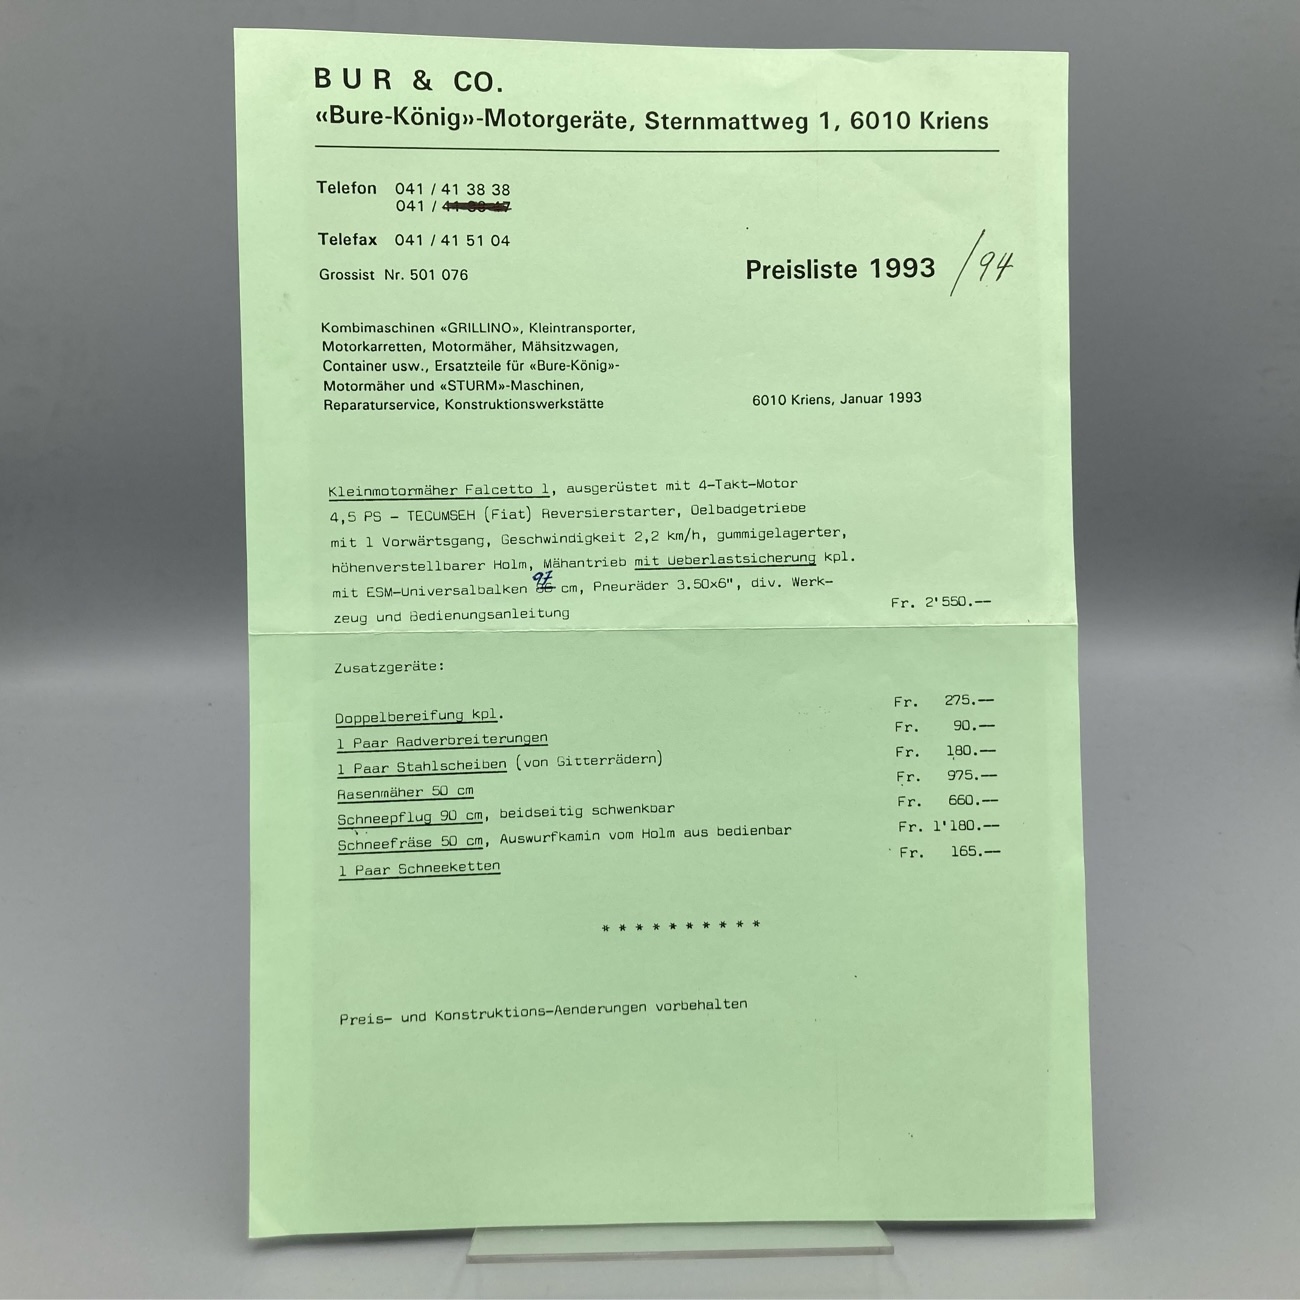 BUR & CO.
«Bure-König»-Motorgeräte, Sternmattweg 1, 6010 Kriens
Telefon 041 / 41 38 38
041 /
Telefax 041 / 41 51 04
Grossist Nr. 501 076
Preisliste 1993 /94
Kombimaschinen «GRILLINO», Kleintransporter,
Motorkarretten, Motormäher, Mähsitzwagen,
Container usw., Ersatzteile für «Bure-König»-
Motormäher und «STURM»-Maschinen,
Reparaturservice, Konstruktionswerkstätte
6010 Kriens, Januar 1993
Kleinmotormäher Falcetto 1, ausgerüstet mit 4-Takt-Motor
4,5 PS - TECUMSEH (Fiat) Reversierstarter, Oelbadgetriebe
mit 1 Vorwärtsgang, Geschwindigkeit 2,2 km/h, gummigelagerter,
höhenverstellbarer Holm, Mähantrieb mit Ueberlastsicherung kpl.
mit ESM-Universalbalken 97 cm, Pneuräder 3.50x6", div. Werk-
zeug und Bedienungsanleitung Fr. 2'550.--
Zusatzgeräte:
Doppelbereifung kpl. Fr. 275.--
1 Paar Radverbreiterungen Fr. 90.--
1 Paar Stahlscheiben (von Gitterrädern) Fr. 180.--
Rasenmäher 50 cm Fr. 975.--
Schneepflug 90 cm, beidseitig schwenkbar Fr. 660.--
Schneefräse 50 cm, Auswurfkamin vom Holm aus bedienbar Fr. 1'180.--
1 Paar Schneeketten Fr. 165.--
* * * * * * * * * *
Preis- und Konstruktions-Aenderungen vorbehalten